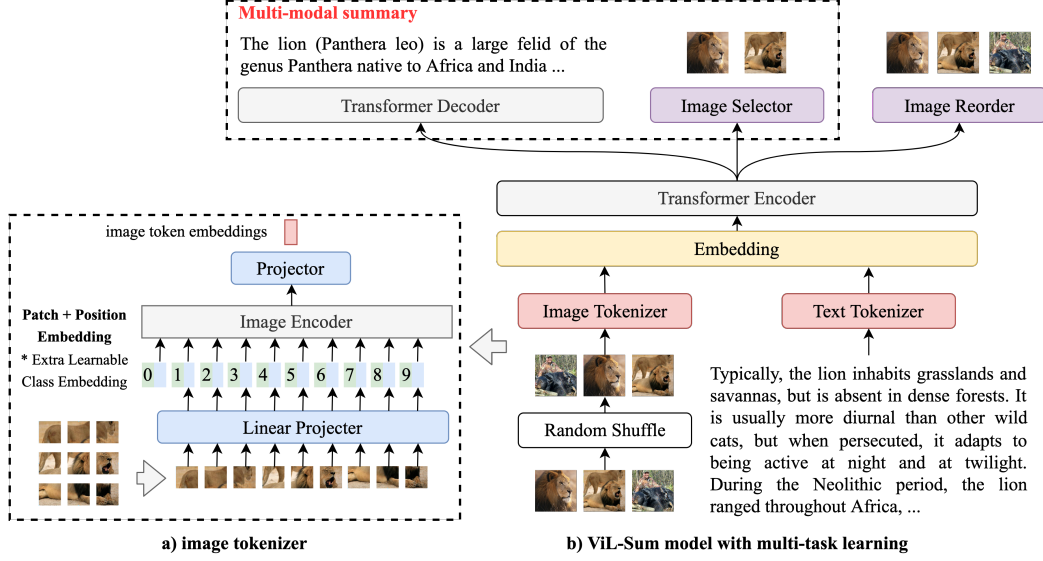 Multi-modal summary
The lion (Panthera leo) is a large felid of the
genus Panthera native to Africa and India ...
Transformer Decoder
Image Selector
Image Reorder
Transformer Encoder
Embedding
Image Tokenizer
Text Tokenizer
Random Shuffle
Typically, the lion inhabits grasslands and
savannas, but is absent in dense forests. It
is usually more diurnal than other wild
cats, but when persecuted, it adapts to
being active at night and at twilight.
During the Neolithic period, the lion
ranged throughout Africa, ...
b) ViL-Sum model with multi-task learning
image token embeddings
Projector
Image Encoder
Patch + Position
Embedding
* Extra Learnable
Class Embedding
0 1 2 3 4 5 6 7 8 9
Linear Projecter
a) image tokenizer